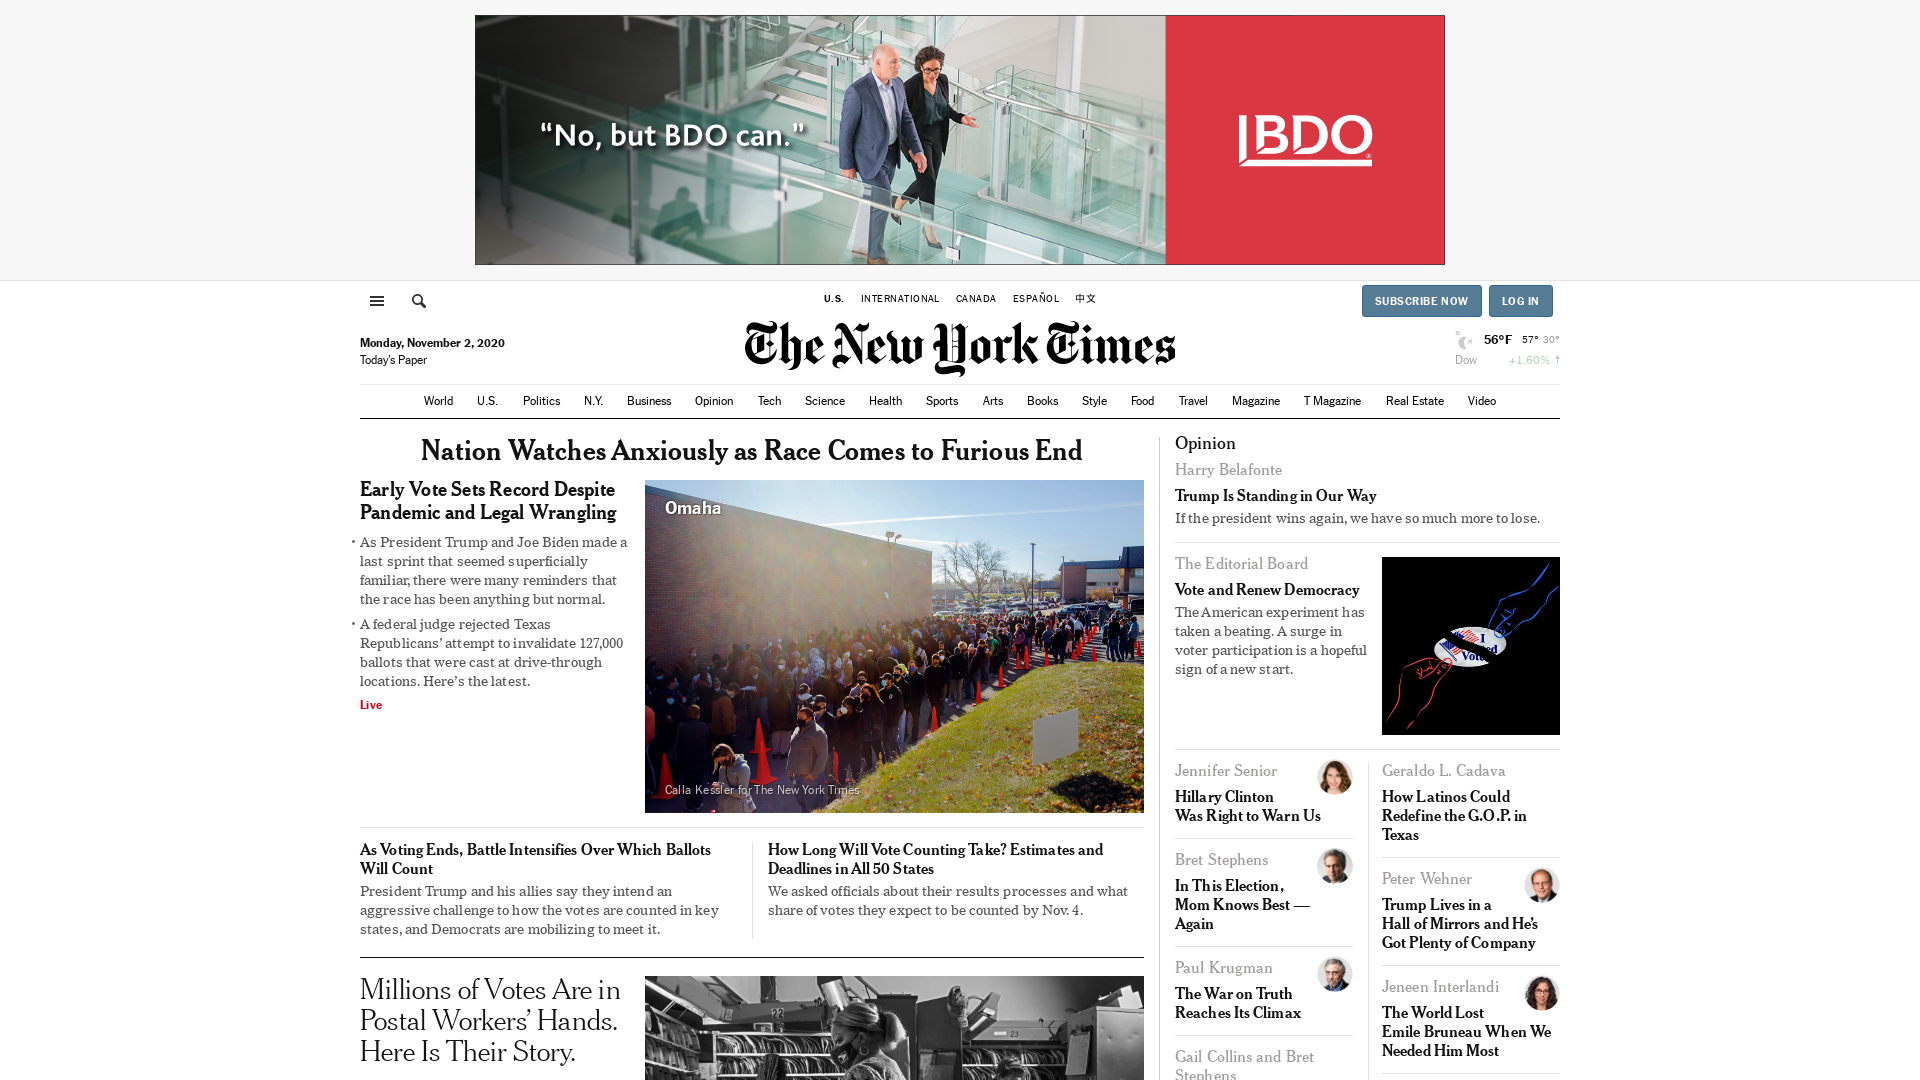 "No, but BDO can."
BDO
U.S. INTERNATIONAL CANADA ESPAÑOL 中文
SUBSCRIBE NOW LOG IN
The New York Times
Monday, November 2, 2020
Today's Paper
56°F 57° 30°
Dow +1.60% ↑
World U.S. Politics N.Y. Business Opinion Tech Science Health Sports Arts Books Style Food Travel Magazine T Magazine Real Estate Video
Nation Watches Anxiously as Race Comes to Furious End
Early Vote Sets Record Despite
Pandemic and Legal Wrangling
• As President Trump and Joe Biden made a
last sprint that seemed superficially
familiar, there were many reminders that
the race has been anything but normal.
• A federal judge rejected Texas
Republicans' attempt to invalidate 127,000
ballots that were cast at drive-through
locations. Here's the latest.
Live
Omaha
Calla Kessler for The New York Times
As Voting Ends, Battle Intensifies Over Which Ballots
Will Count
President Trump and his allies say they intend an
aggressive challenge to how the votes are counted in key
states, and Democrats are mobilizing to meet it.
How Long Will Vote Counting Take? Estimates and
Deadlines in All 50 States
We asked officials about their results processes and what
share of votes they expect to be counted by Nov. 4.
Millions of Votes Are in
Postal Workers' Hands.
Here Is Their Story.
22
23
Opinion
Harry Belafonte
Trump Is Standing in Our Way
If the president wins again, we have so much more to lose.
The Editorial Board
Vote and Renew Democracy
The American experiment has
taken a beating. A surge in
voter participation is a hopeful
sign of a new start.
I
Voted
Jennifer Senior
Hillary Clinton
Was Right to Warn Us
Bret Stephens
In This Election,
Mom Knows Best —
Again
Paul Krugman
The War on Truth
Reaches Its Climax
Gail Collins and Bret
Stephens
Geraldo L. Cadava
How Latinos Could
Redefine the G.O.P. in
Texas
Peter Wehner
Trump Lives in a
Hall of Mirrors and He's
Got Plenty of Company
Jeneen Interlandi
The World Lost
Emile Bruneau When We
Needed Him Most